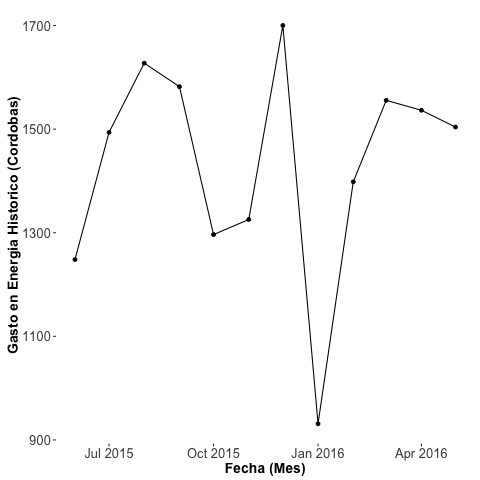 Gasto en Energia Historico (Cordobas)
1700
1500
1300
1100
900
Jul 2015 Oct 2015 Jan 2016 Apr 2016
Fecha (Mes)